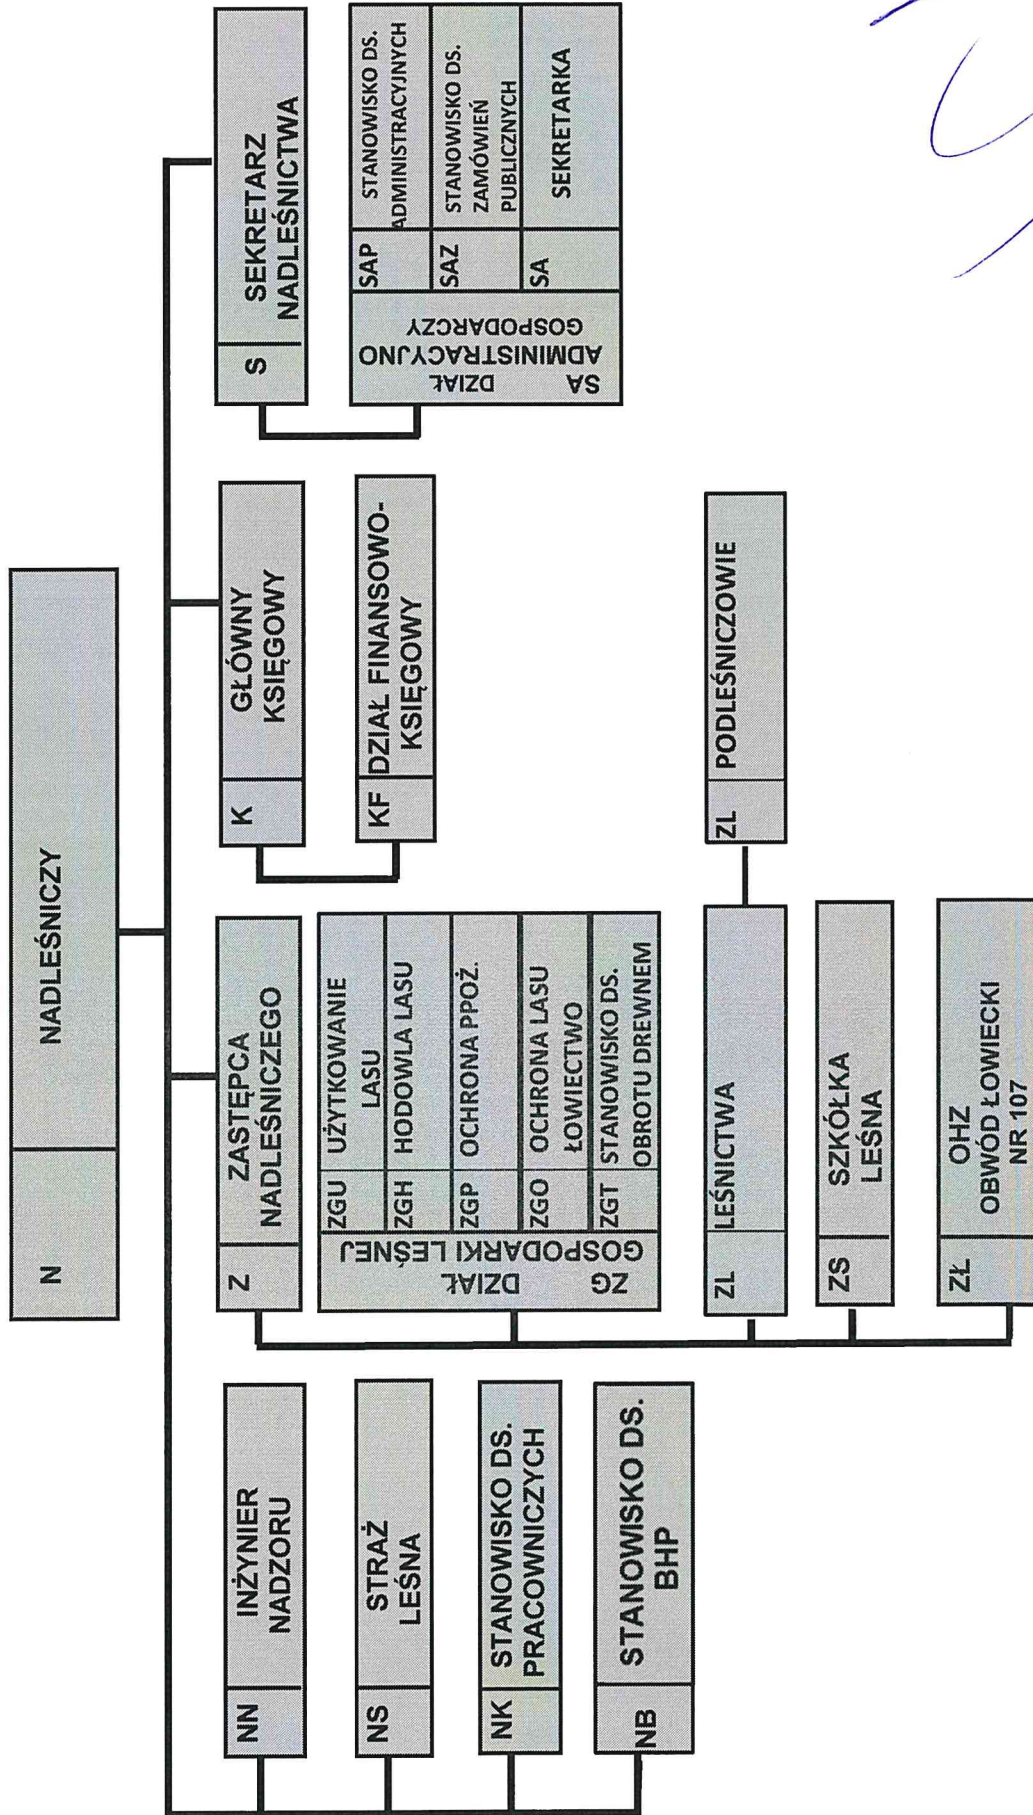 N
NADLEŚNICZY
NN
INŻYNIER
NADZORU
NS
STRAŻ
LEŚNA
NK
STANOWISKO DS.
PRACOWNICZYCH
NB
STANOWISKO DS.
BHP
Z
ZASTĘPCA
NADLEŚNICZEGO
ZG DZIAŁ
GOSPODARKI LEŚNEJ
ZGU
UŻYTKOWANIE
LASU
ZGH
HODOWLA LASU
ZGP
OCHRONA PPOŻ.
ZGO
OCHRONA LASU
ŁOWIECTWO
ZGT
STANOWISKO DS.
OBROTU DREWNEM
ZL
LEŚNICTWA
ZL
PODLEŚNICZOWIE
ZS
SZKÓŁKA
LEŚNA
ZŁ
OHZ
OBWÓD ŁOWIECKI
NR 107
K
GŁÓWNY
KSIĘGOWY
KF
DZIAŁ FINANSOWO-
KSIĘGOWY
S
SEKRETARZ
NADLEŚNICTWA
SA DZIAŁ
ADMINISTRACYJNO
GOSPODARCZY
SAP
STANOWISKO DS.
ADMINISTRACYJNYCH
SAZ
STANOWISKO DS.
ZAMÓWIEŃ
PUBLICZNYCH
SA
SEKRETARKA